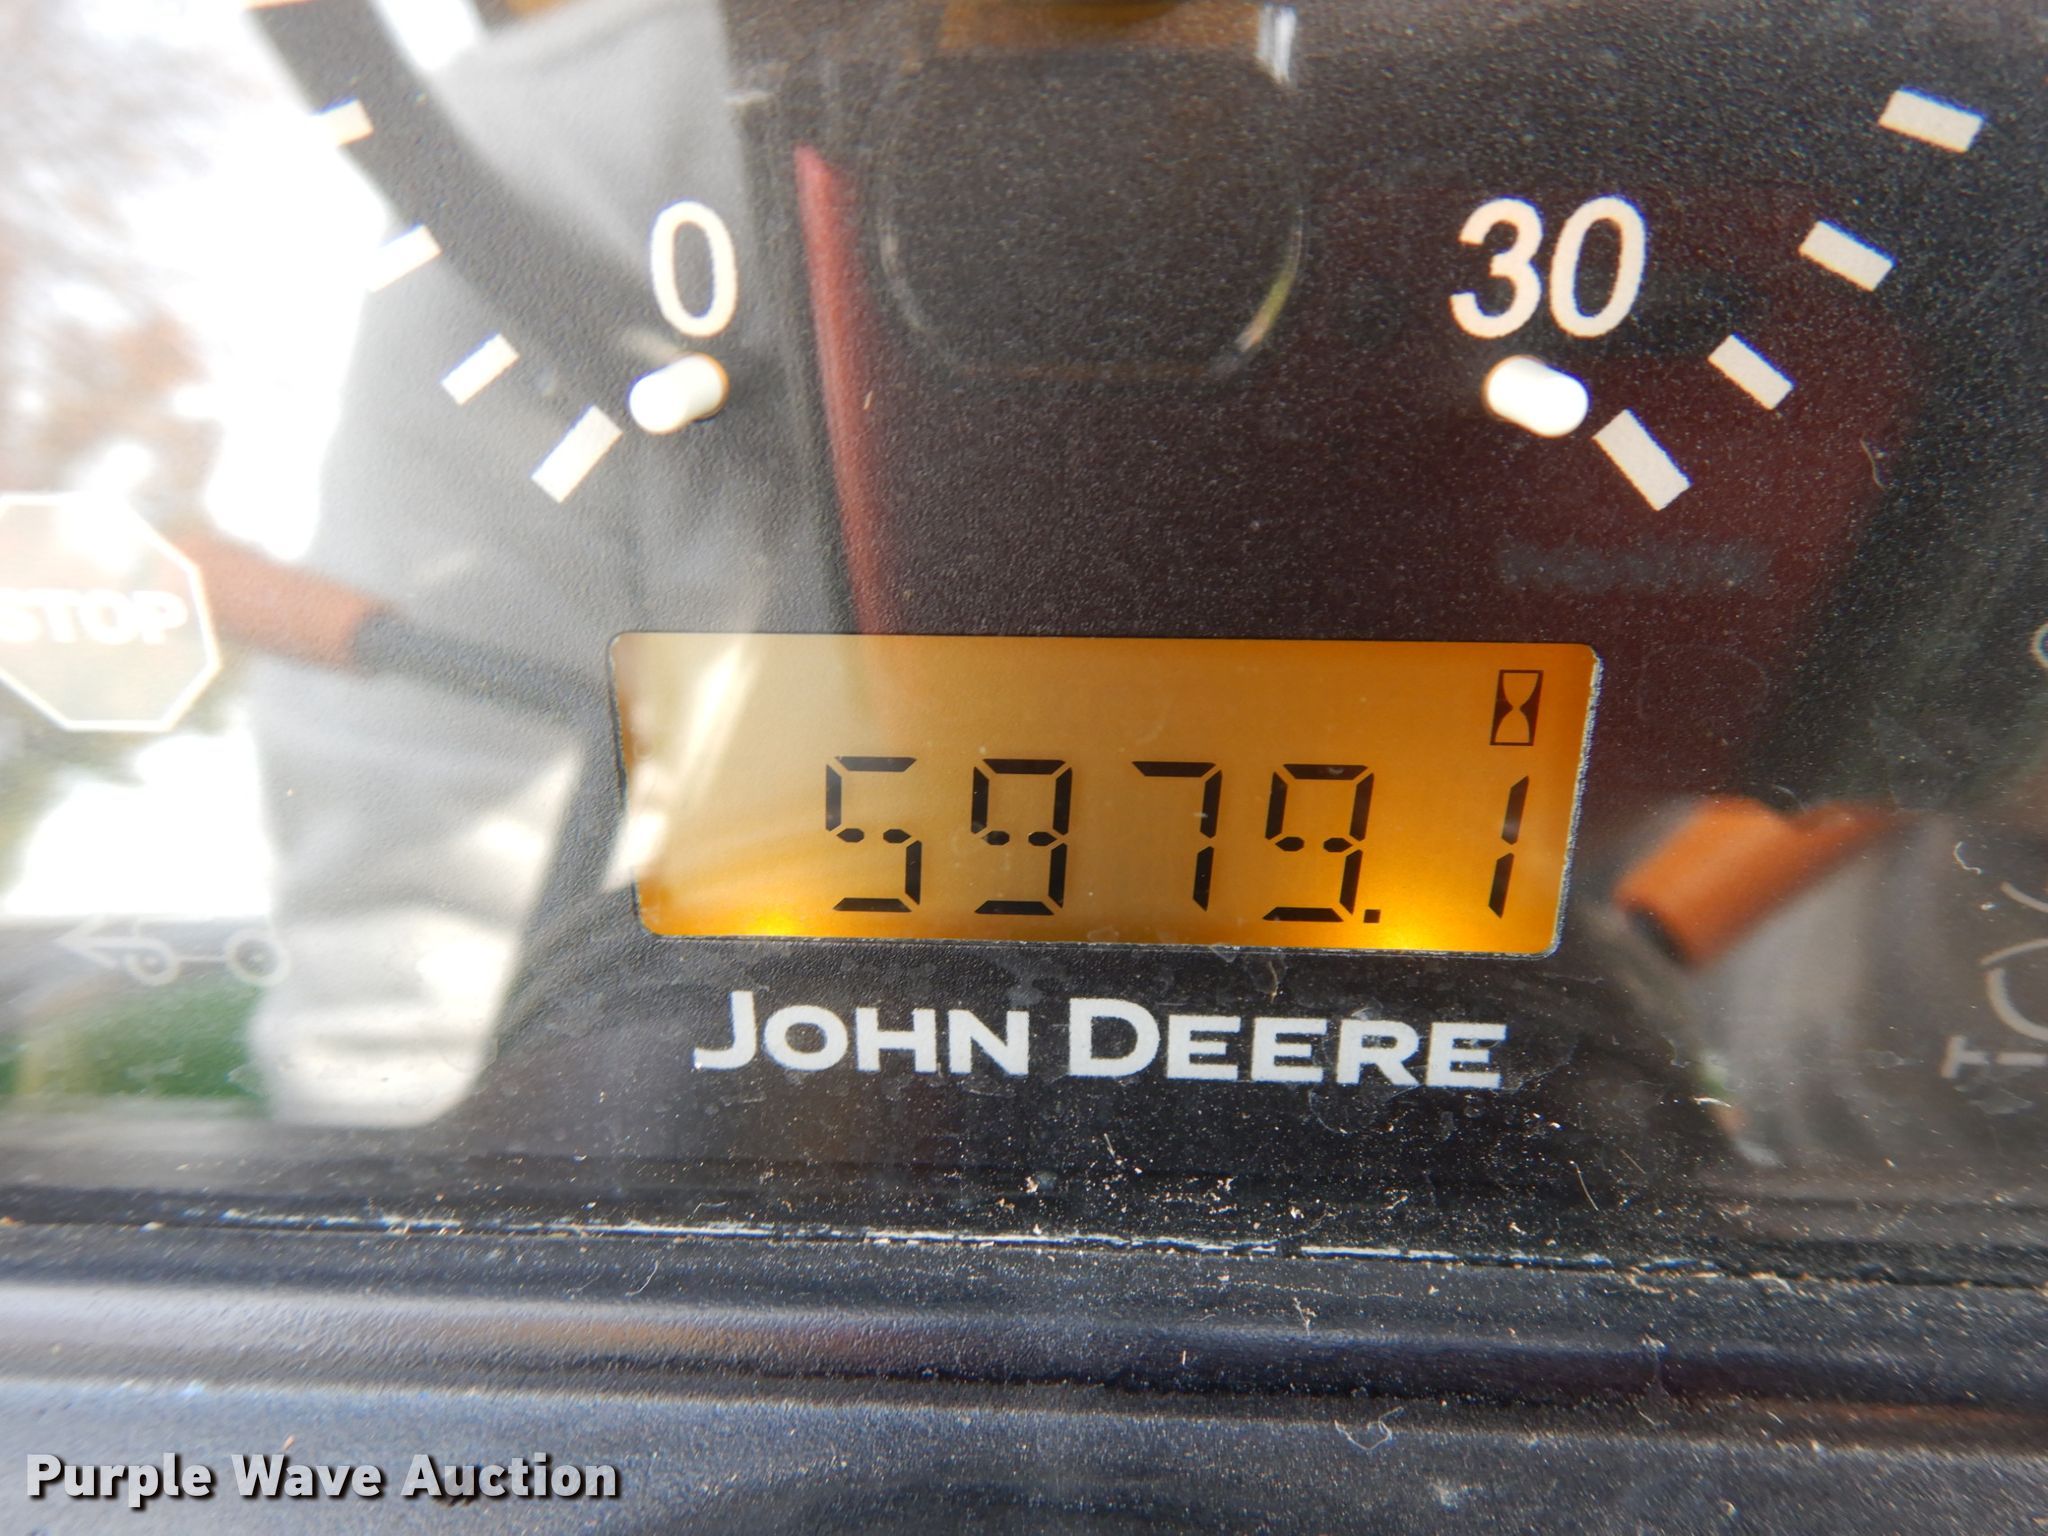 0
30
STOP
5979.1
JOHN DEERE
Purple Wave Auction